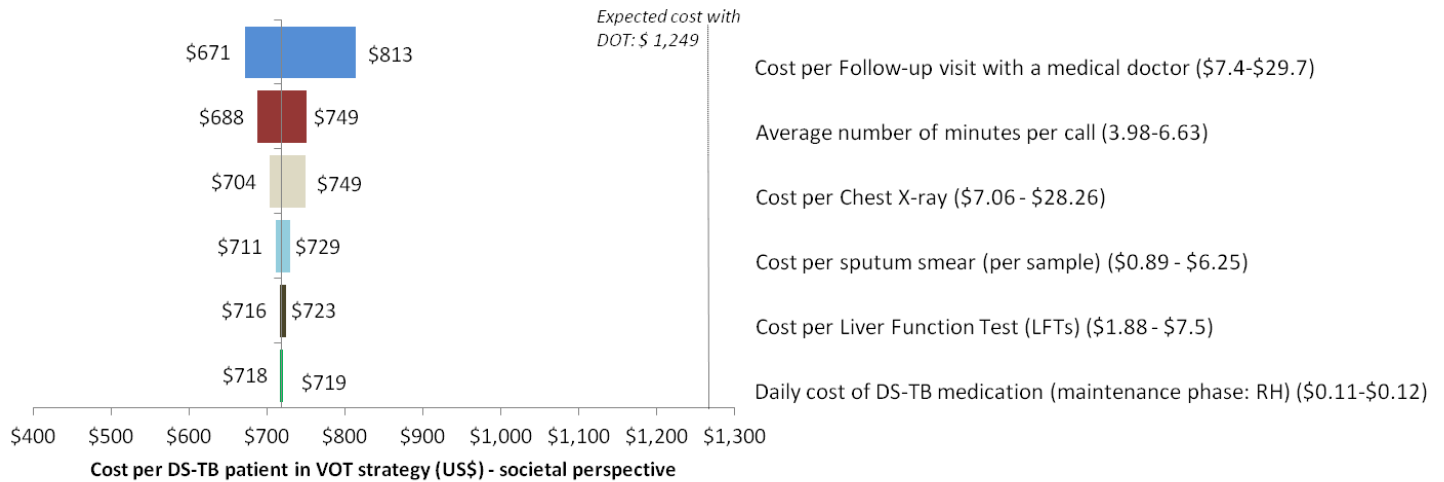 Expected cost with
DOT: $ 1,249
$671 $813
Cost per Follow-up visit with a medical doctor ($7.4-$29.7)
$688 $749
Average number of minutes per call (3.98-6.63)
$704 $749
Cost per Chest X-ray ($7.06 - $28.26)
$711 $729
Cost per sputum smear (per sample) ($0.89 - $6.25)
$716 $723
Cost per Liver Function Test (LFTs) ($1.88 - $7.5)
$718 $719
Daily cost of DS-TB medication (maintenance phase: RH) ($0.11-$0.12)
$400 $500 $600 $700 $800 $900 $1,000 $1,100 $1,200 $1,300
Cost per DS-TB patient in VOT strategy (US$) - societal perspective